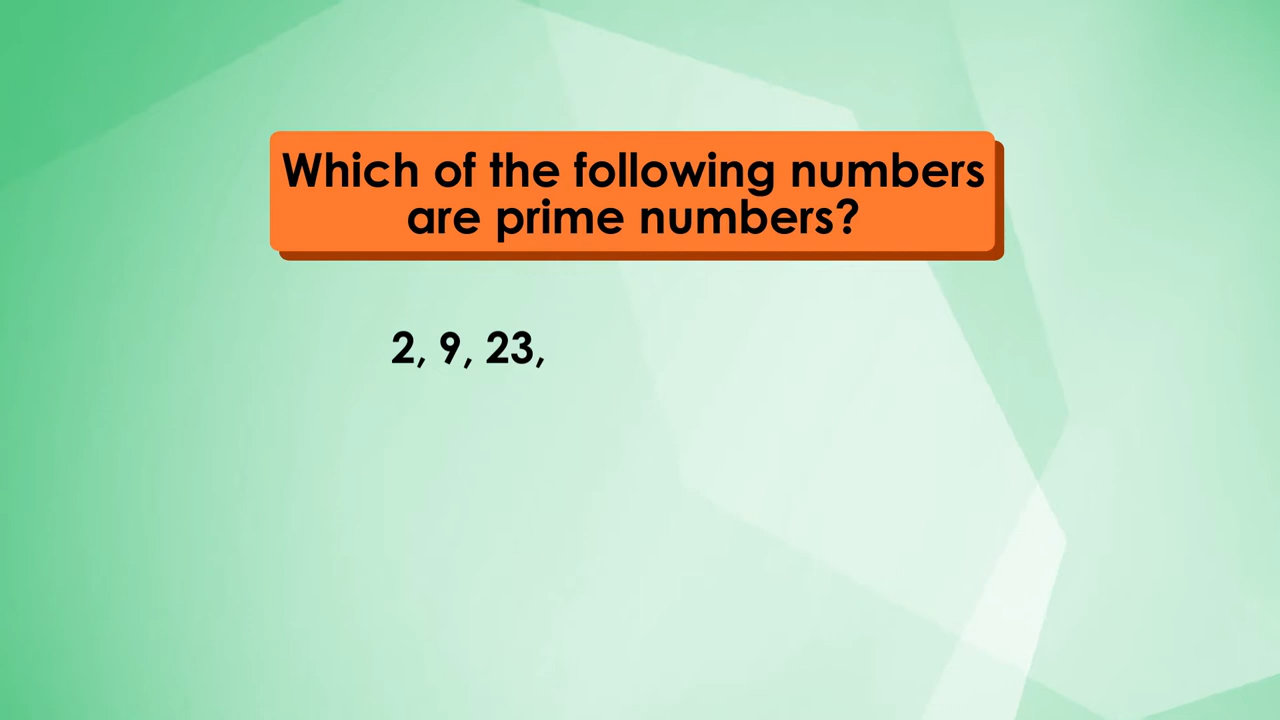 Which of the following numbers
are prime numbers?
2, 9, 23,